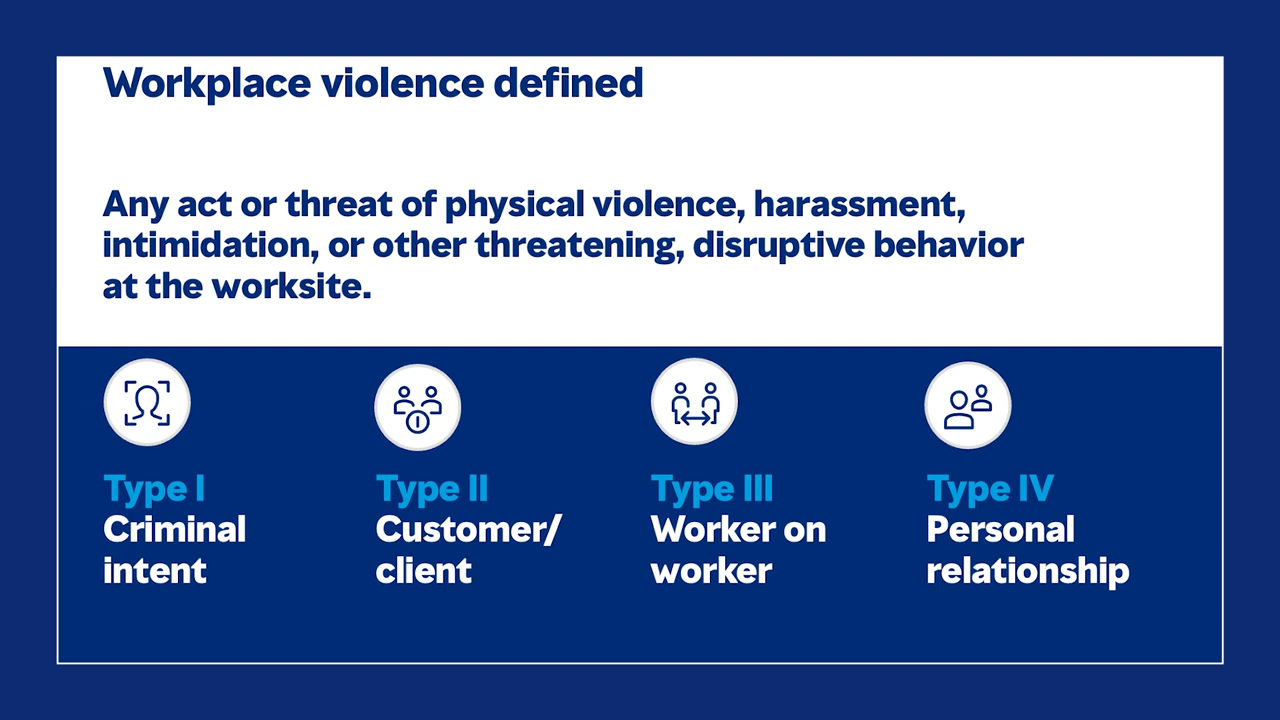 Workplace violence defined
Any act or threat of physical violence, harassment,
intimidation, or other threatening, disruptive behavior
at the worksite.
Type I
Criminal
intent
Type II
Customer/
client
Type III
Worker on
worker
Type IV
Personal
relationship